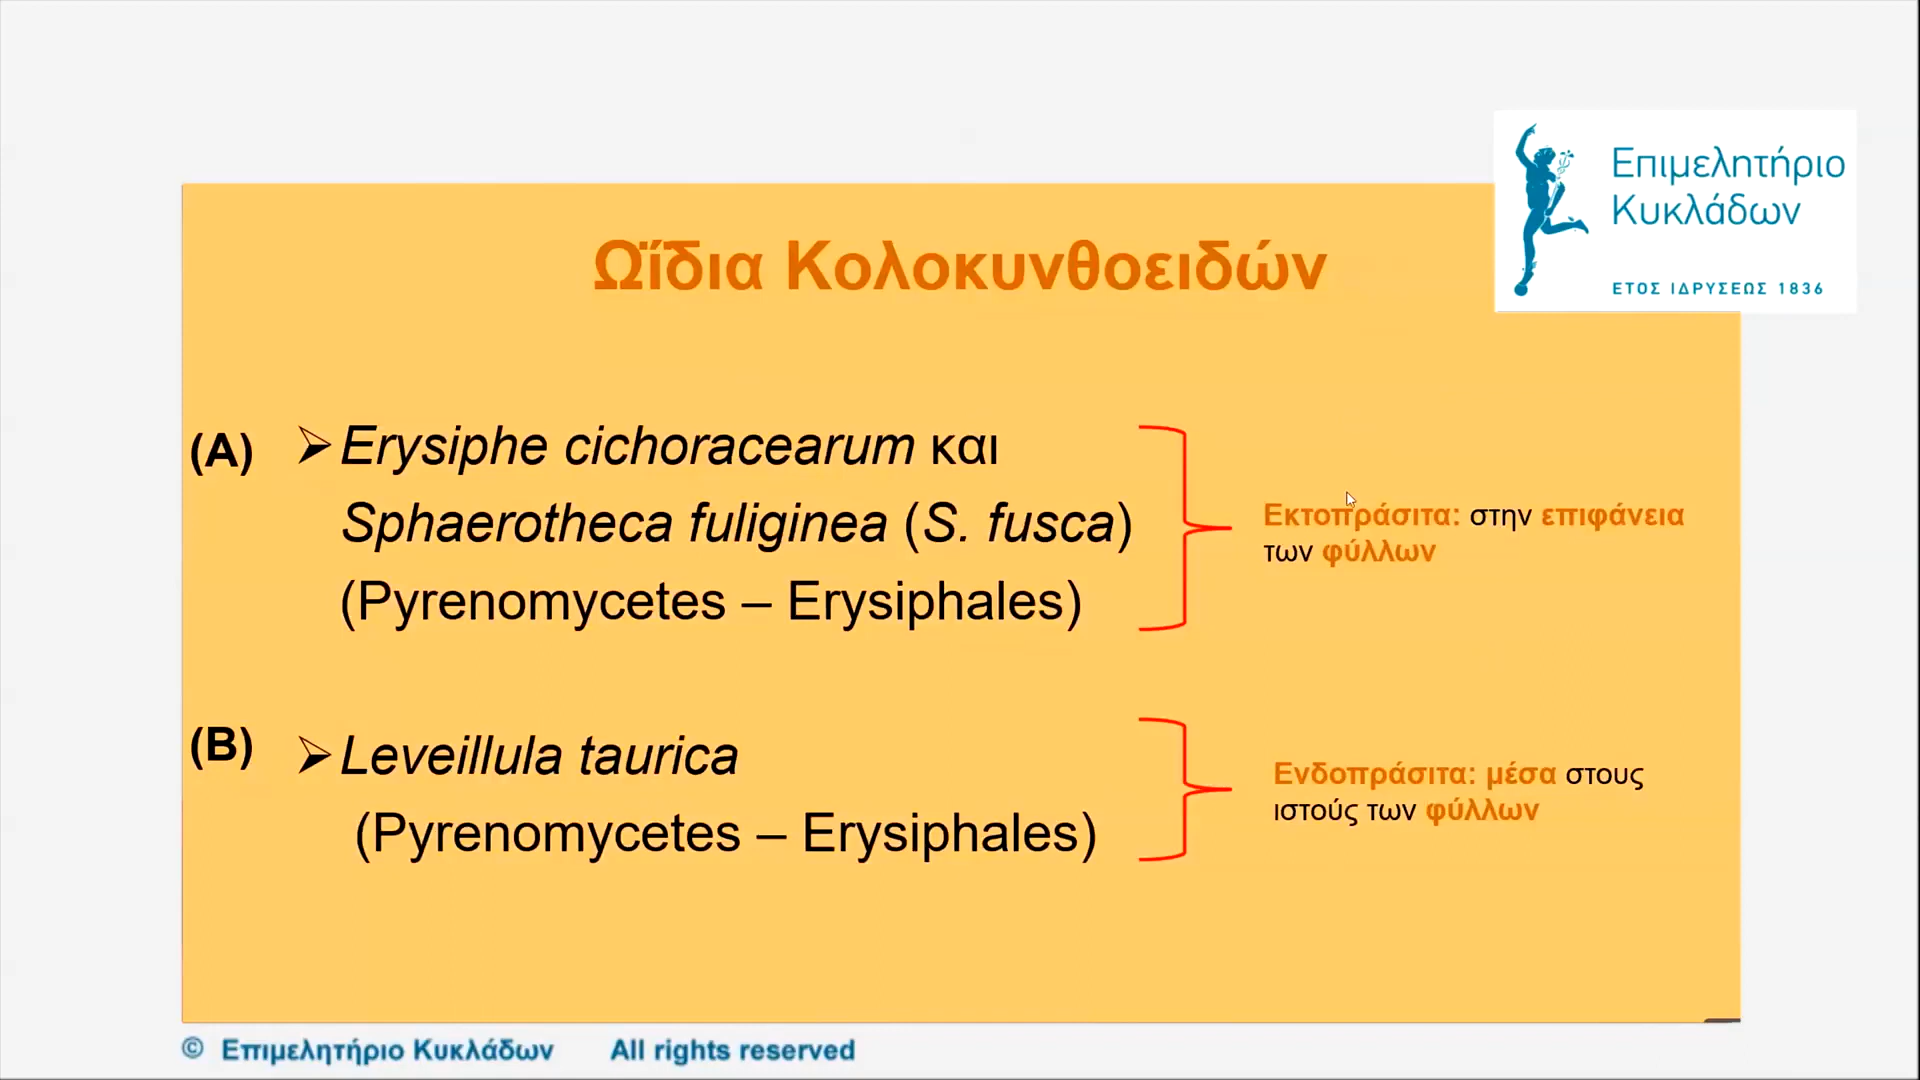 Επιμελητήριο
Κυκλάδων
ΕΤΟΣ ΙΔΡΥΣΕΩΣ 1836
Ωΐδια Κολοκυνθοειδών
(A) ➢ Erysiphe cichoracearum και
Sphaerotheca fuliginea (S. fusca)
(Pyrenomycetes – Erysiphales)
Εκτοπράσιτα: στην επιφάνεια
των φύλλων
(B) ➢ Leveillula taurica
(Pyrenomycetes – Erysiphales)
Ενδοπράσιτα: μέσα στους
ιστούς των φύλλων
© Επιμελητήριο Κυκλάδων All rights reserved